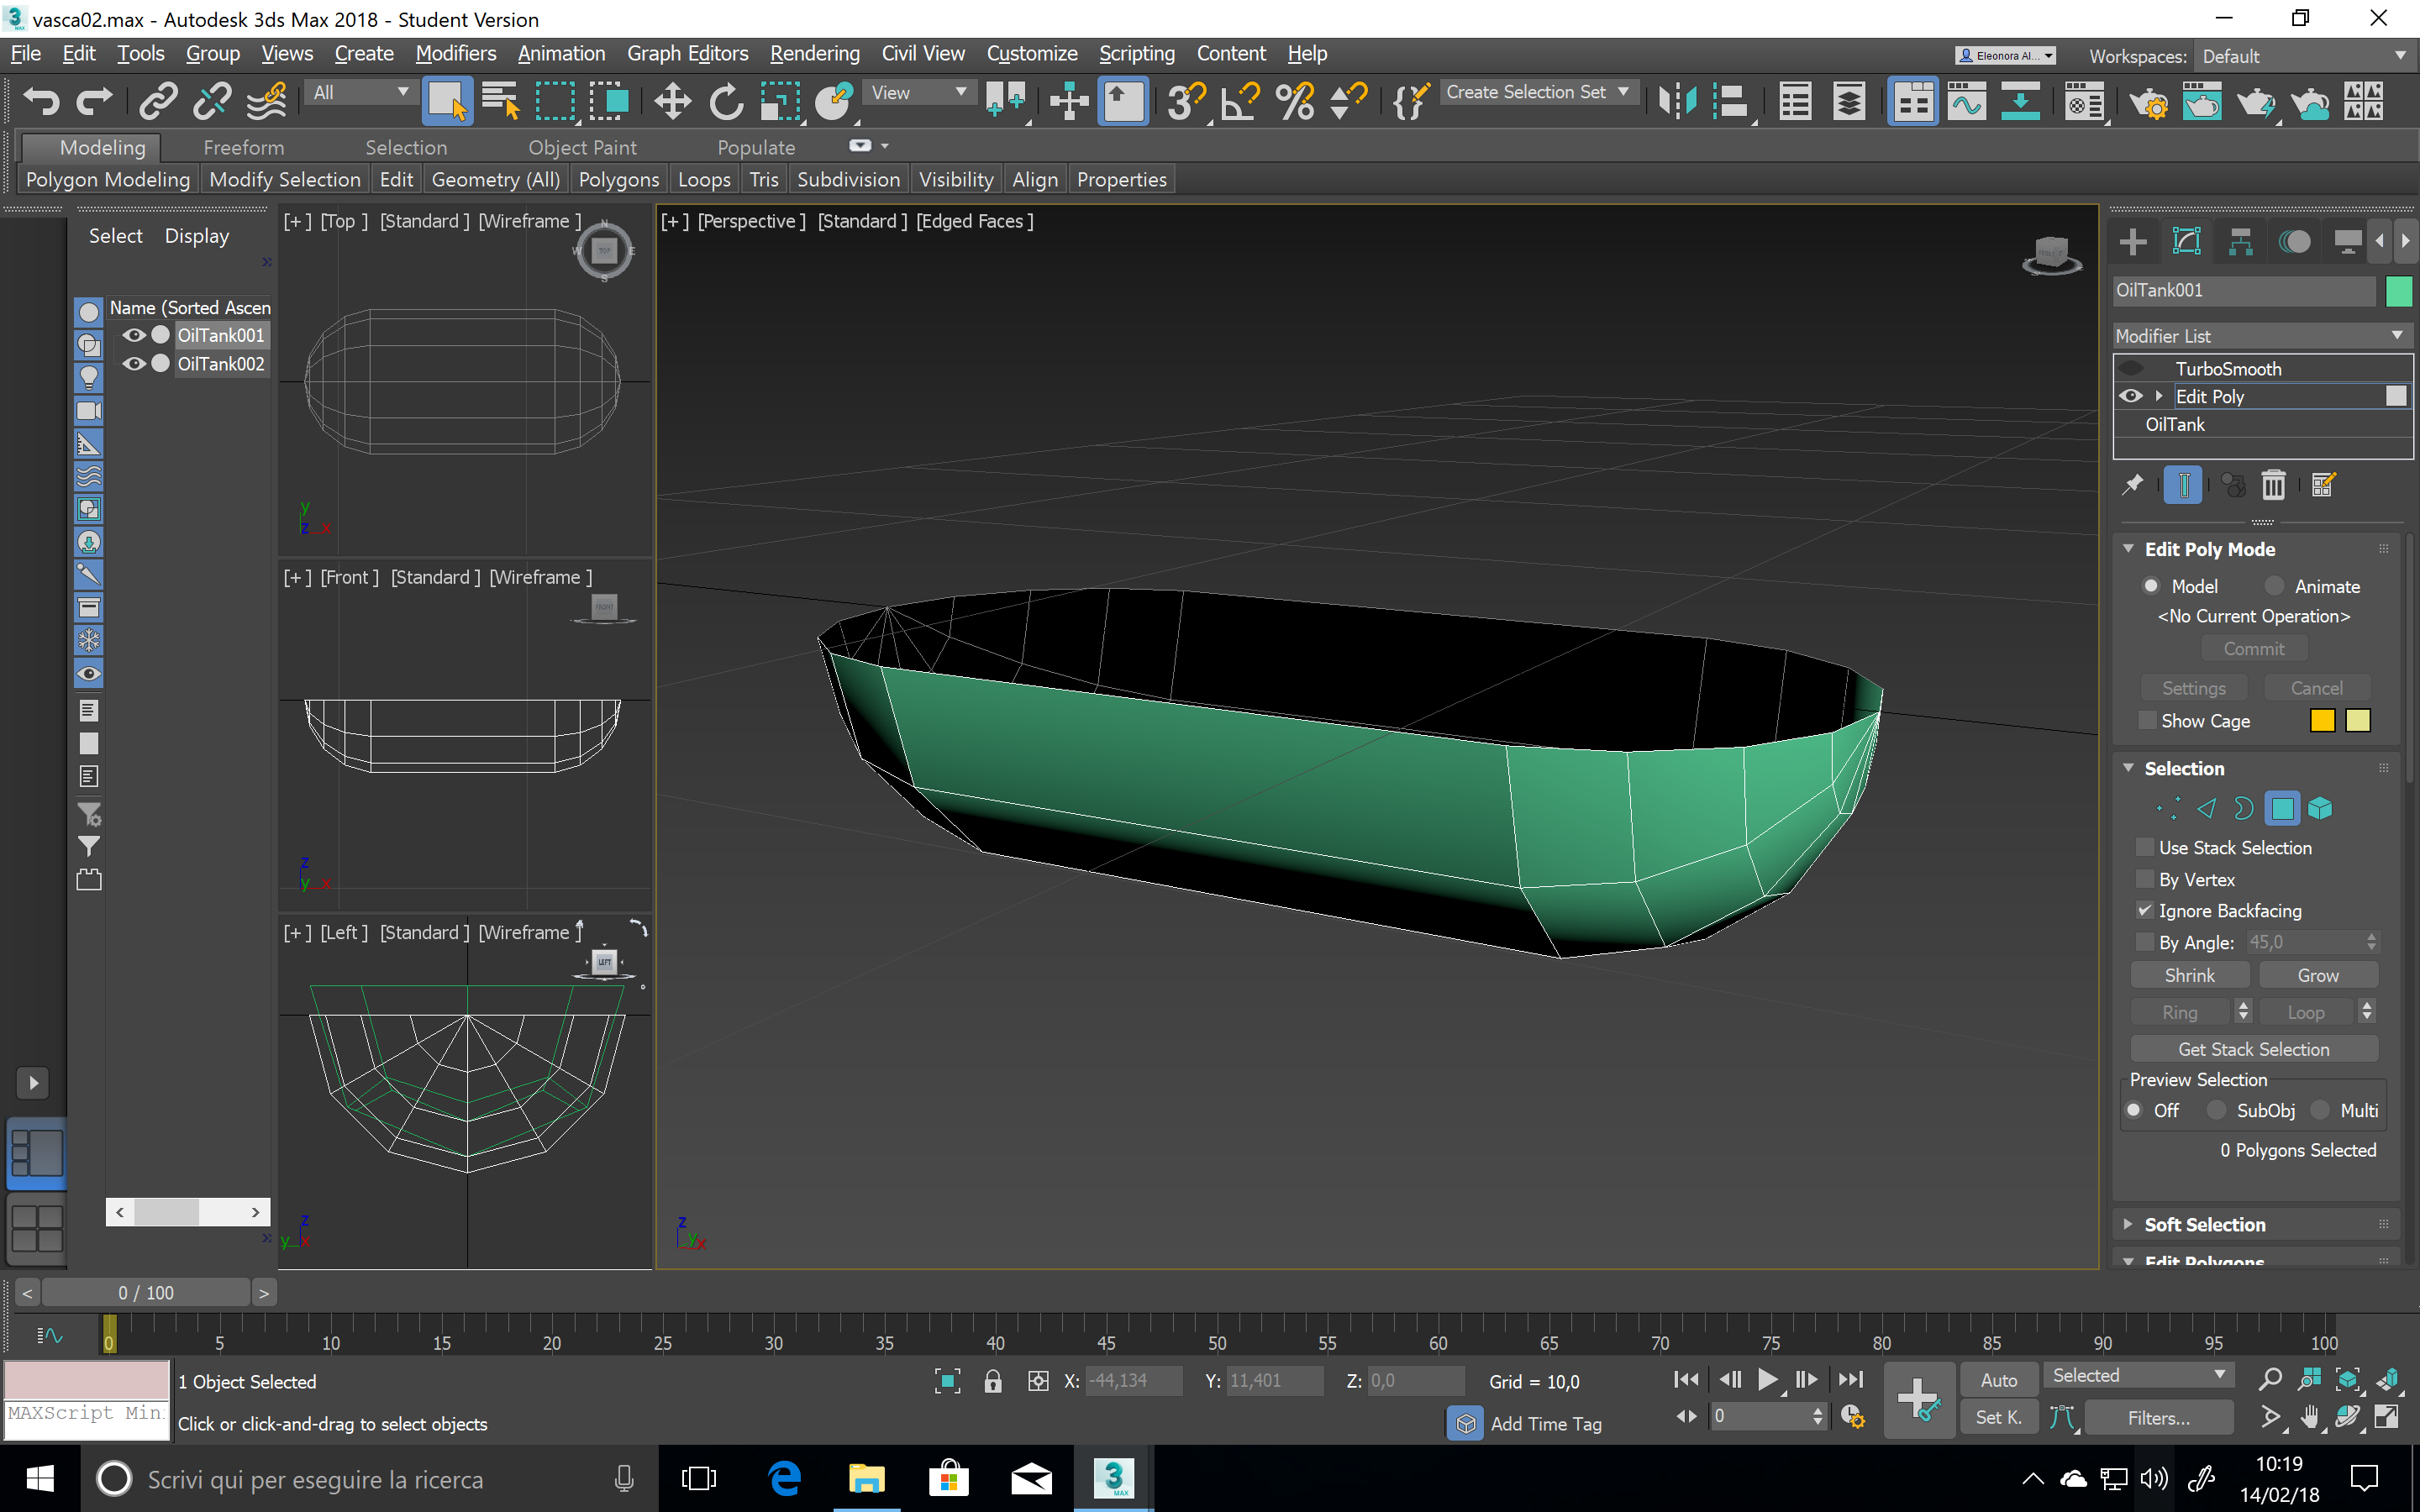 vasca02.max - Autodesk 3ds Max 2018 - Student Version
File Edit Tools Group Views Create Modifiers Animation Graph Editors Rendering Civil View Customize Scripting Content Help
Eleonora Al... Workspaces: Default
All View Create Selection Set
Modeling Freeform Selection Object Paint Populate
Polygon Modeling Modify Selection Edit Geometry (All) Polygons Loops Tris Subdivision Visibility Align Properties
Select Display
Name (Sorted Ascen
OilTank001
OilTank002
[+] [Top] [Standard] [Wireframe]
N
W TOP E
S
y
z x
[+] [Front] [Standard] [Wireframe]
FRONT
z
y x
[+] [Left] [Standard] [Wireframe]
LEFT
z
y x
[+] [Perspective] [Standard] [Edged Faces]
z
y x
OilTank001
Modifier List
TurboSmooth
Edit Poly
OilTank
Edit Poly Mode
Model Animate
<No Current Operation>
Commit
Settings Cancel
Show Cage
Selection
Use Stack Selection
By Vertex
Ignore Backfacing
By Angle: 45,0
Shrink Grow
Ring Loop
Get Stack Selection
Preview Selection
Off SubObj Multi
0 Polygons Selected
Soft Selection
Edit Polygons
< 0 / 100 >
0 5 10 15 20 25 30 35 40 45 50 55 60 65 70 75 80 85 90 95 100
1 Object Selected X: -44,134 Y: 11,401 Z: 0,0 Grid = 10,0 Auto Selected
MAXScript Min
Click or click-and-drag to select objects Add Time Tag 0 Set K. Filters...
Scrivi qui per eseguire la ricerca
3
MAX
10:19
14/02/18